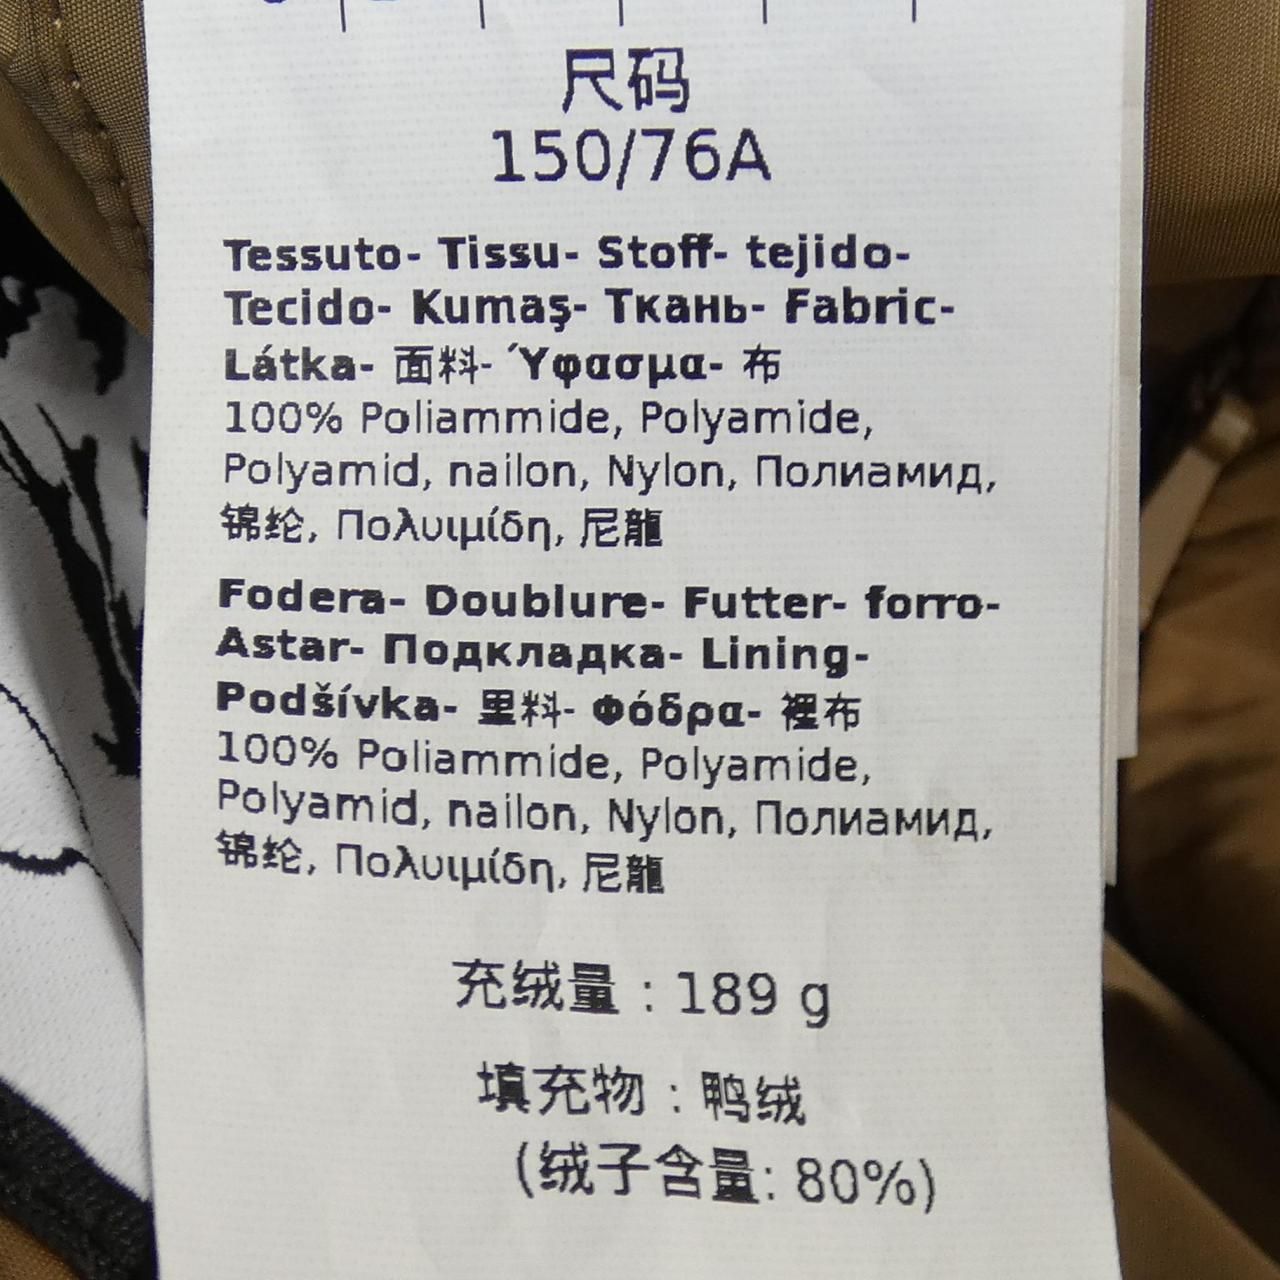 尺码
150/76A
Tessuto- Tissu- Stoff- tejido-
Tecido- Kumaş- Ткань- Fabric-
Látka- 面料- Ύφασμα- 布
100% Poliammide, Polyamide,
Polyamid, nailon, Nylon, Полиамид,
锦纶, Πολυιμίδη, 尼龍
Fodera- Doublure- Futter- forro-
Astar- Подкладка- Lining-
Podšívka- 里料- Φόδρα- 裡布
100% Poliammide, Polyamide,
Polyamid, nailon, Nylon, Полиамид,
锦纶, Πολυιμίδη, 尼龍
充绒量 : 189 g
填充物 : 鸭绒
(绒子含量: 80%)